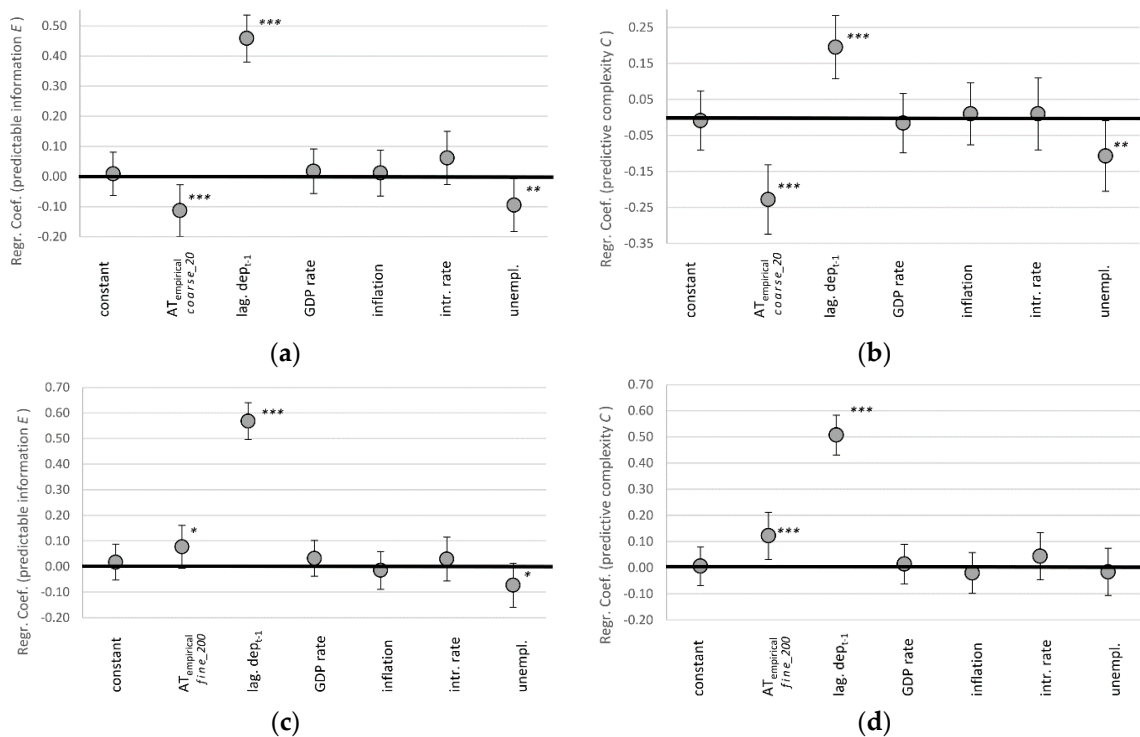 Regr. Coef. (predictable information E )
0.50
0.40
0.30
0.20
0.10
0.00
-0.10
-0.20
***
***
**
constant
ATempirical
coarse_20
lag. dept-1
GDP rate
inflation
intr. rate
unempl.
(a)
Regr. Coef. (predictive complexity C )
0.25
0.15
0.05
-0.05
-0.15
-0.25
-0.35
***
***
**
constant
ATempirical
coarse_20
lag. dept-1
GDP rate
inflation
intr. rate
unempl.
(b)
Regr. Coef. (predictable information E )
0.70
0.60
0.50
0.40
0.30
0.20
0.10
0.00
-0.10
-0.20
*
***
*
constant
ATempirical
fine_200
lag. dept-1
GDP rate
inflation
intr. rate
unempl.
(c)
Regr. Coef. (predictive complexity C )
0.70
0.60
0.50
0.40
0.30
0.20
0.10
0.00
-0.10
-0.20
***
***
constant
ATempirical
fine_200
lag. dept-1
GDP rate
inflation
intr. rate
unempl.
(d)